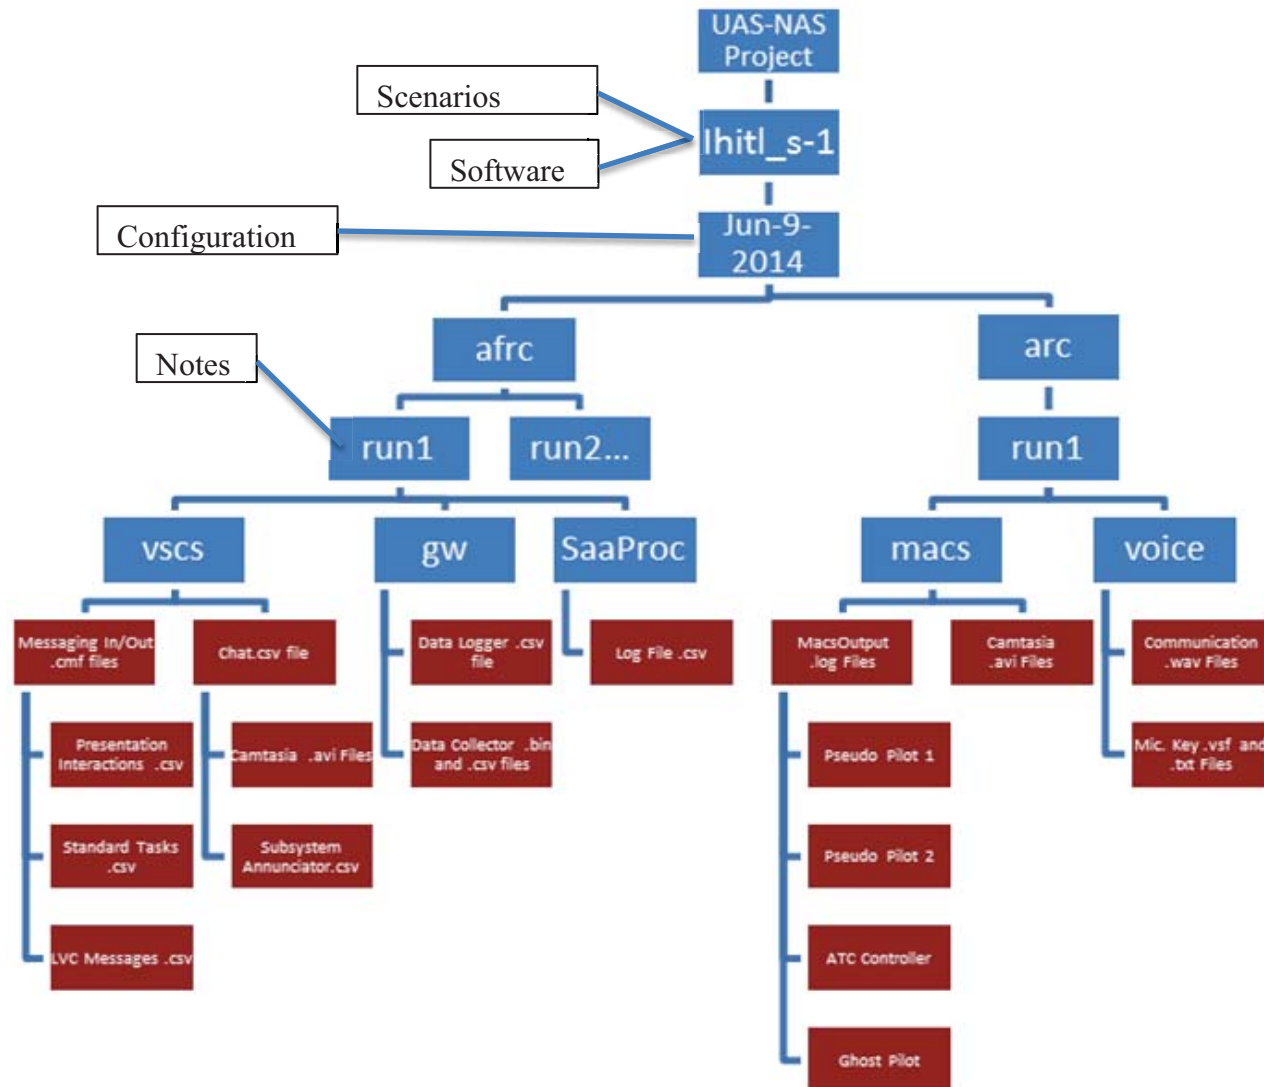 UAS-NAS
Project
Scenarios
Ihitl_s-1
Software
Configuration
Jun-9-
2014
afrc
arc
Notes
run1
run2...
run1
vscs
gw
SaaProc
macs
voice
Messaging In/Out
.cmf files
Chat.csv file
Data Logger .csv
file
Log File .csv
MacsOutput
.log Files
Camtasia
.avi Files
Communication
.wav Files
Presentation
Interactions .csv
Camtasia .avi Files
Data Collector .bin
and .csv files
Pseudo Pilot 1
Mic. Key .vsf and
.txt Files
Standard Tasks
.csv
Subsystem
Annunciator.csv
Pseudo Pilot 2
LVC Messages .csv
ATC Controller
Ghost Pilot